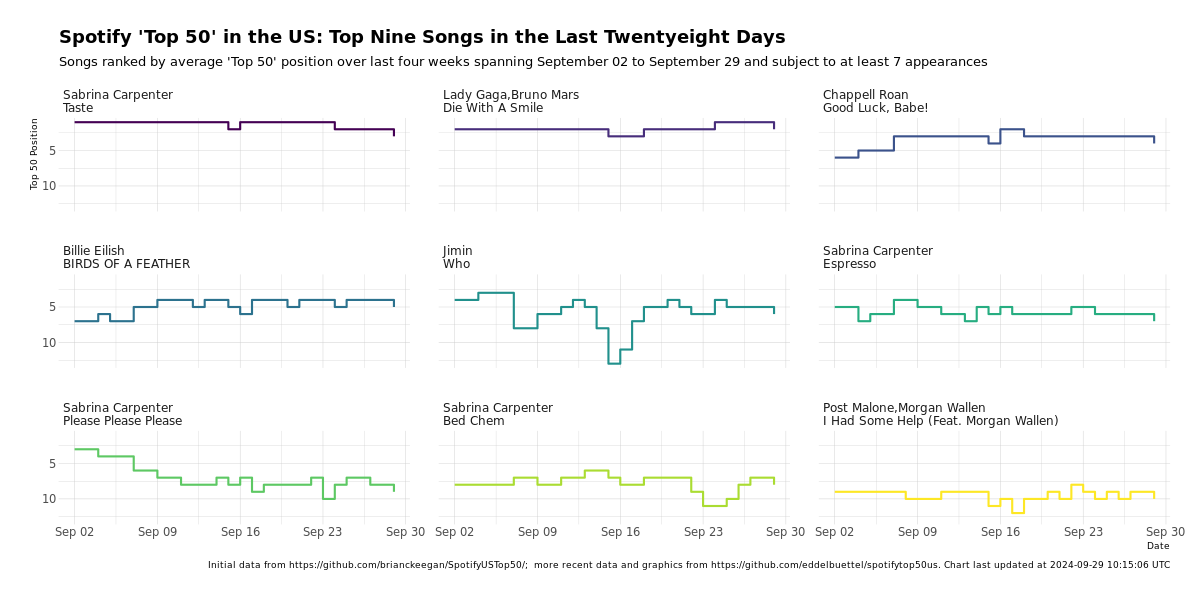 Spotify 'Top 50' in the US: Top Nine Songs in the Last Twentyeight Days
Songs ranked by average 'Top 50' position over last four weeks spanning September 02 to September 29 and subject to at least 7 appearances
Sabrina Carpenter
Taste
Lady Gaga,Bruno Mars
Die With A Smile
Chappell Roan
Good Luck, Babe!
Top 50 Position
5
10
Billie Eilish
BIRDS OF A FEATHER
Jimin
Who
Sabrina Carpenter
Espresso
5
10
Sabrina Carpenter
Please Please Please
Sabrina Carpenter
Bed Chem
Post Malone,Morgan Wallen
I Had Some Help (Feat. Morgan Wallen)
5
10
Sep 02 Sep 09 Sep 16 Sep 23 Sep 30 Sep 02 Sep 09 Sep 16 Sep 23 Sep 30 Sep 02 Sep 09 Sep 16 Sep 23 Sep 30
Date
Initial data from https://github.com/brianckeegan/SpotifyUSTop50/; more recent data and graphics from https://github.com/eddelbuettel/spotifytop50us. Chart last updated at 2024-09-29 10:15:06 UTC